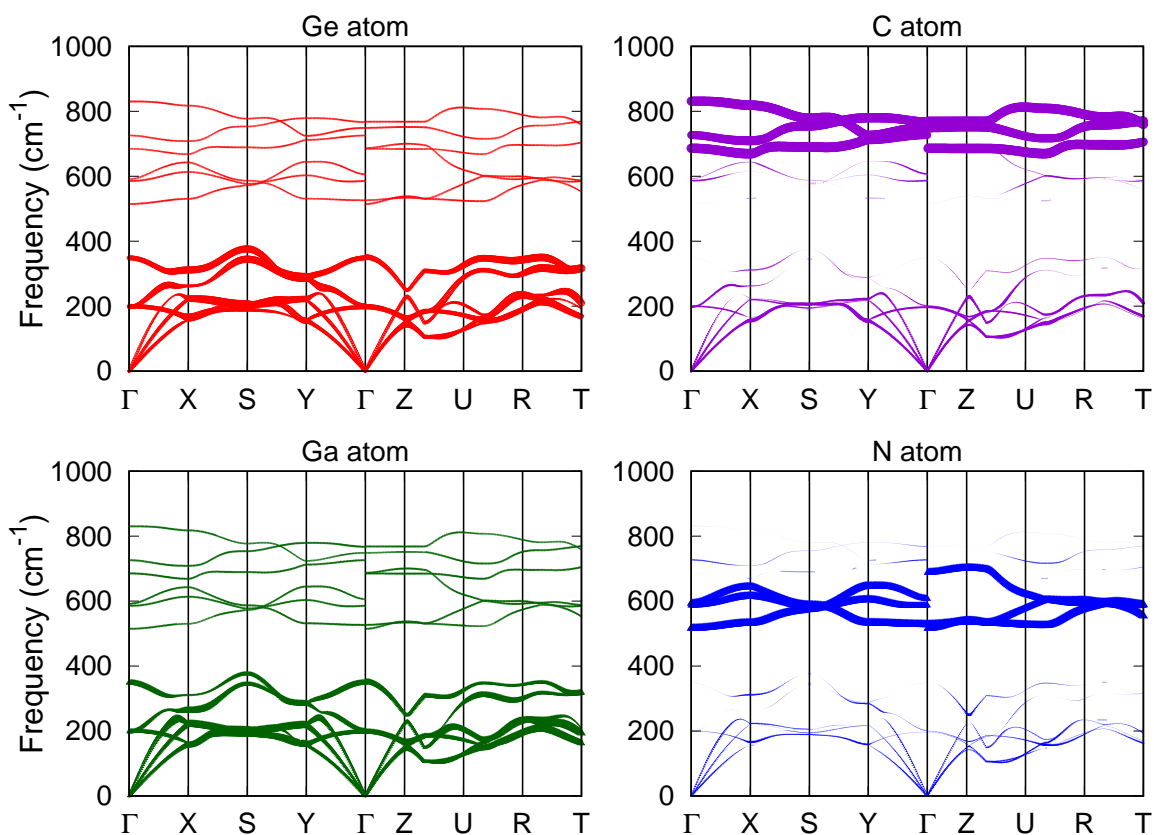 Ge atom
C atom
Frequency (cm⁻¹)
1000
800
600
400
200
0
Γ X S Y Γ Z U R T
1000
800
600
400
200
0
Γ X S Y Γ Z U R T
Ga atom
N atom
Frequency (cm⁻¹)
1000
800
600
400
200
0
Γ X S Y Γ Z U R T
1000
800
600
400
200
0
Γ X S Y Γ Z U R T